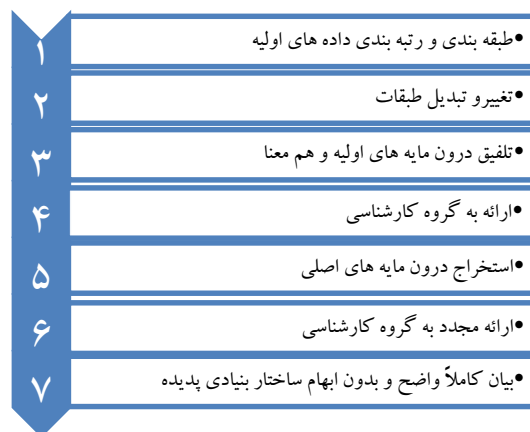 ۱
•طبقه بندی و رتبه بندی داده های اولیه
۲
•تغییرو تبدیل طبقات
۳
•تلفیق درون مایه های اولیه و هم معنا
۴
•ارائه به گروه کارشناسی
۵
•استخراج درون مایه های اصلی
۶
•ارائه مجدد به گروه کارشناسی
۷
•بیان کاملاً واضح و بدون ابهام ساختار بنیادی پدیده